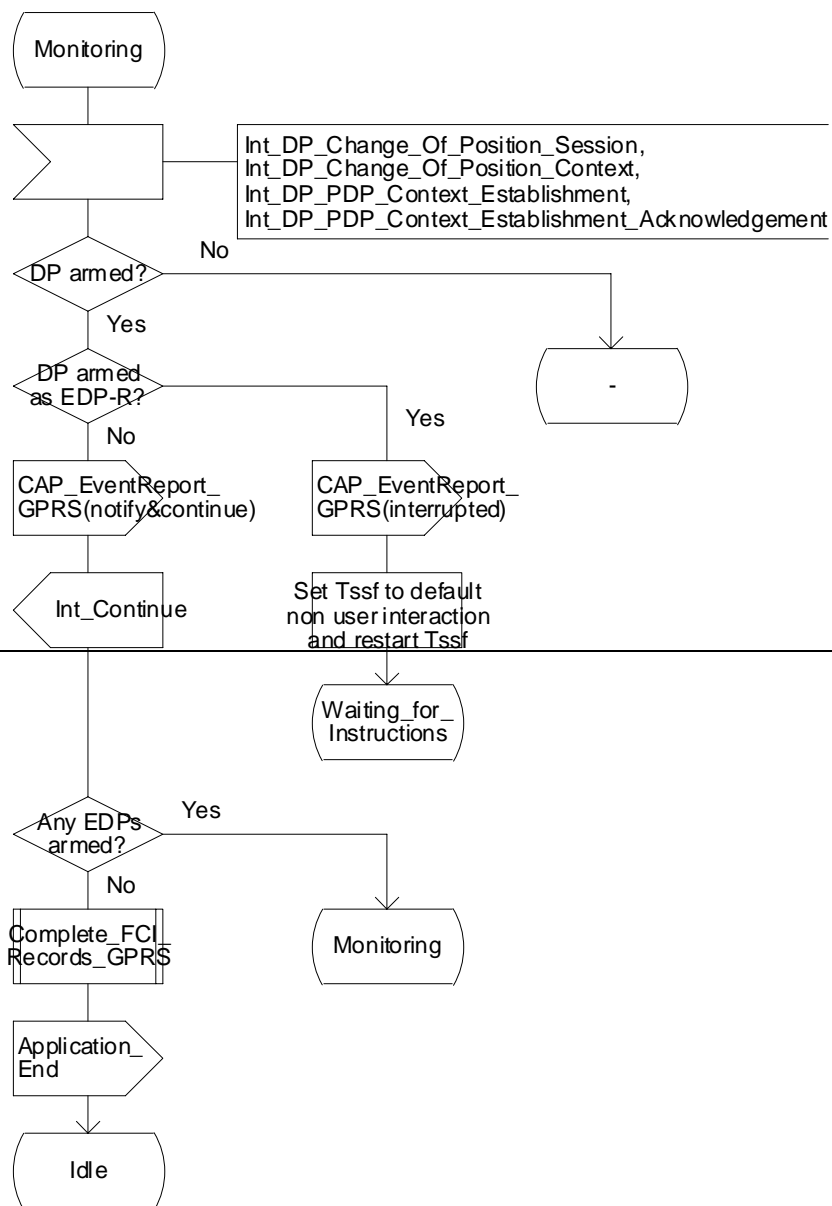 Monitoring
Int_DP_Change_Of_Position_Session,
Int_DP_Change_Of_Position_Context,
Int_DP_PDP_Context_Establishment,
Int_DP_PDP_Context_Establishment_Acknowledgement
No
DP armed?
Yes
DP armed
as EDP-R?
-
Yes
No
CAP_EventReport_
GPRS(notify&continue)
CAP_EventReport_
GPRS(interrupted)
Int_Continue
Set Tssf to default
non user interaction
and restart Tssf
Waiting_for_
Instructions
Any EDPs
armed?
Yes
No
Complete_FCI_
Records_GPRS
Monitoring
Application_
End
Idle